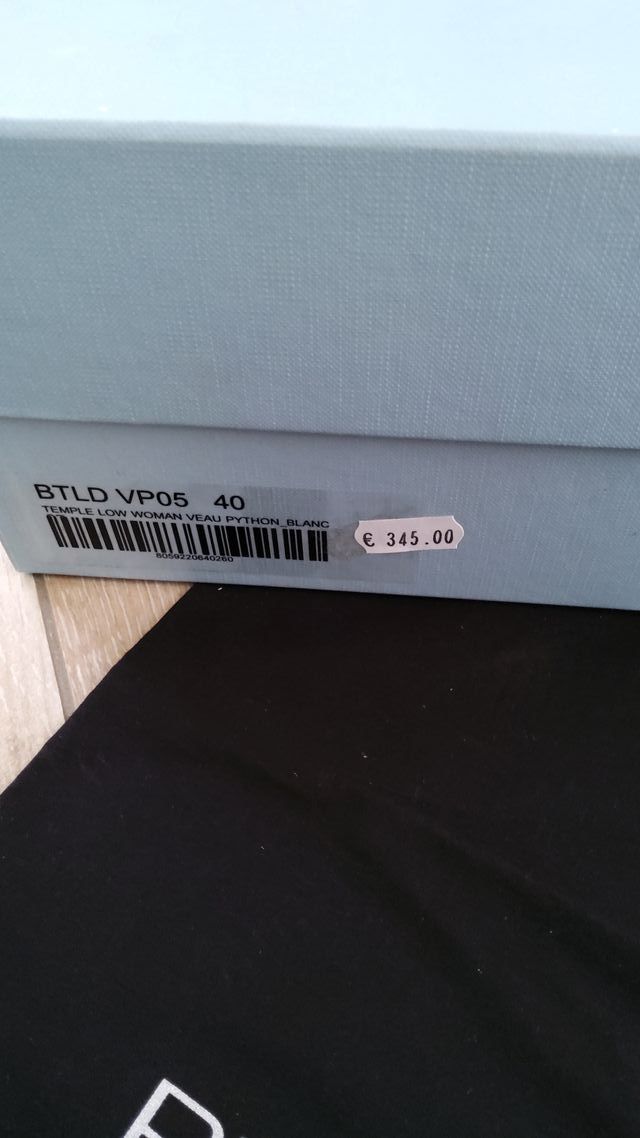 BTLD VP05 40
TEMPLE LOW WOMAN VEAU PYTHON_BLANC
8059220640260
€ 345.00